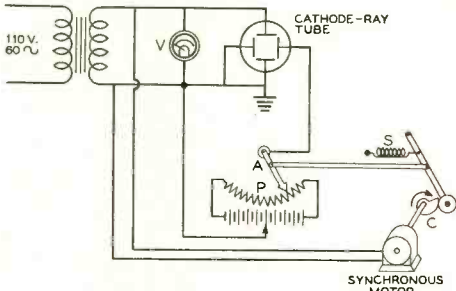 CATHODE-RAY
TUBE
110 V.
60 ∿
V
A
P
S
C
SYNCHRONOUS
MOTOR